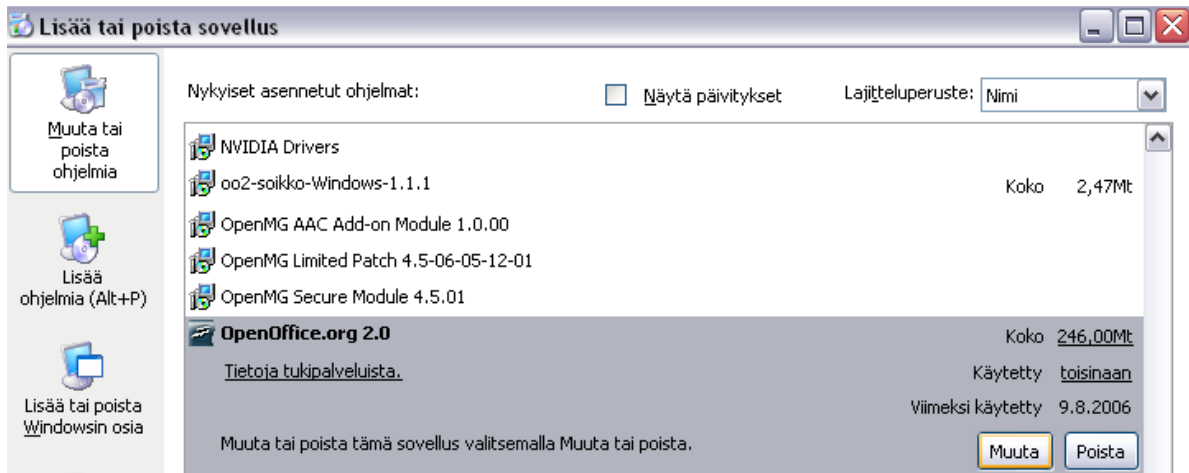 Lisää tai poista sovellus
Muuta tai
poista
ohjelmia
Lisää
ohjelmia (Alt+P)
Lisää tai poista
Windowsin osia
Nykyiset asennetut ohjelmat:
Näytä päivitykset
Lajitteluperuste: Nimi
NVIDIA Drivers
oo2-soikko-Windows-1.1.1 Koko 2,47Mt
OpenMG AAC Add-on Module 1.0.00
OpenMG Limited Patch 4.5-06-05-12-01
OpenMG Secure Module 4.5.01
OpenOffice.org 2.0 Koko 246,00Mt
Tietoja tukipalveluista. Käytetty toisinaan
Viimeksi käytetty 9.8.2006
Muuta tai poista tämä sovellus valitsemalla Muuta tai poista. Muuta Poista